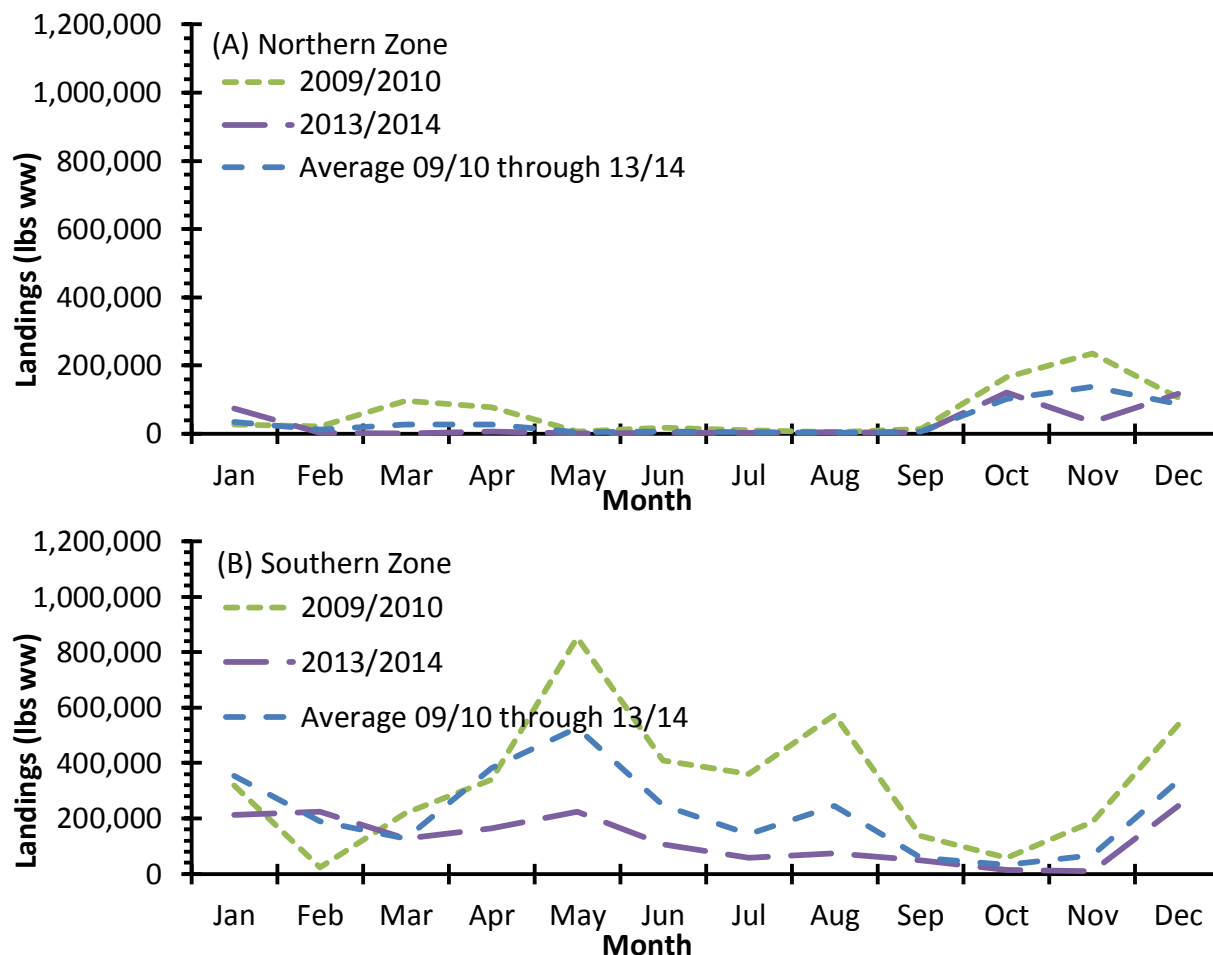 Landings (lbs ww)
1,200,000
1,000,000
800,000
600,000
400,000
200,000
0
(A) Northern Zone
2009/2010
2013/2014
Average 09/10 through 13/14
Jan Feb Mar Apr May Jun Jul Aug Sep Oct Nov Dec
Month
Landings (lbs ww)
1,200,000
1,000,000
800,000
600,000
400,000
200,000
0
(B) Southern Zone
2009/2010
2013/2014
Average 09/10 through 13/14
Jan Feb Mar Apr May Jun Jul Aug Sep Oct Nov Dec
Month